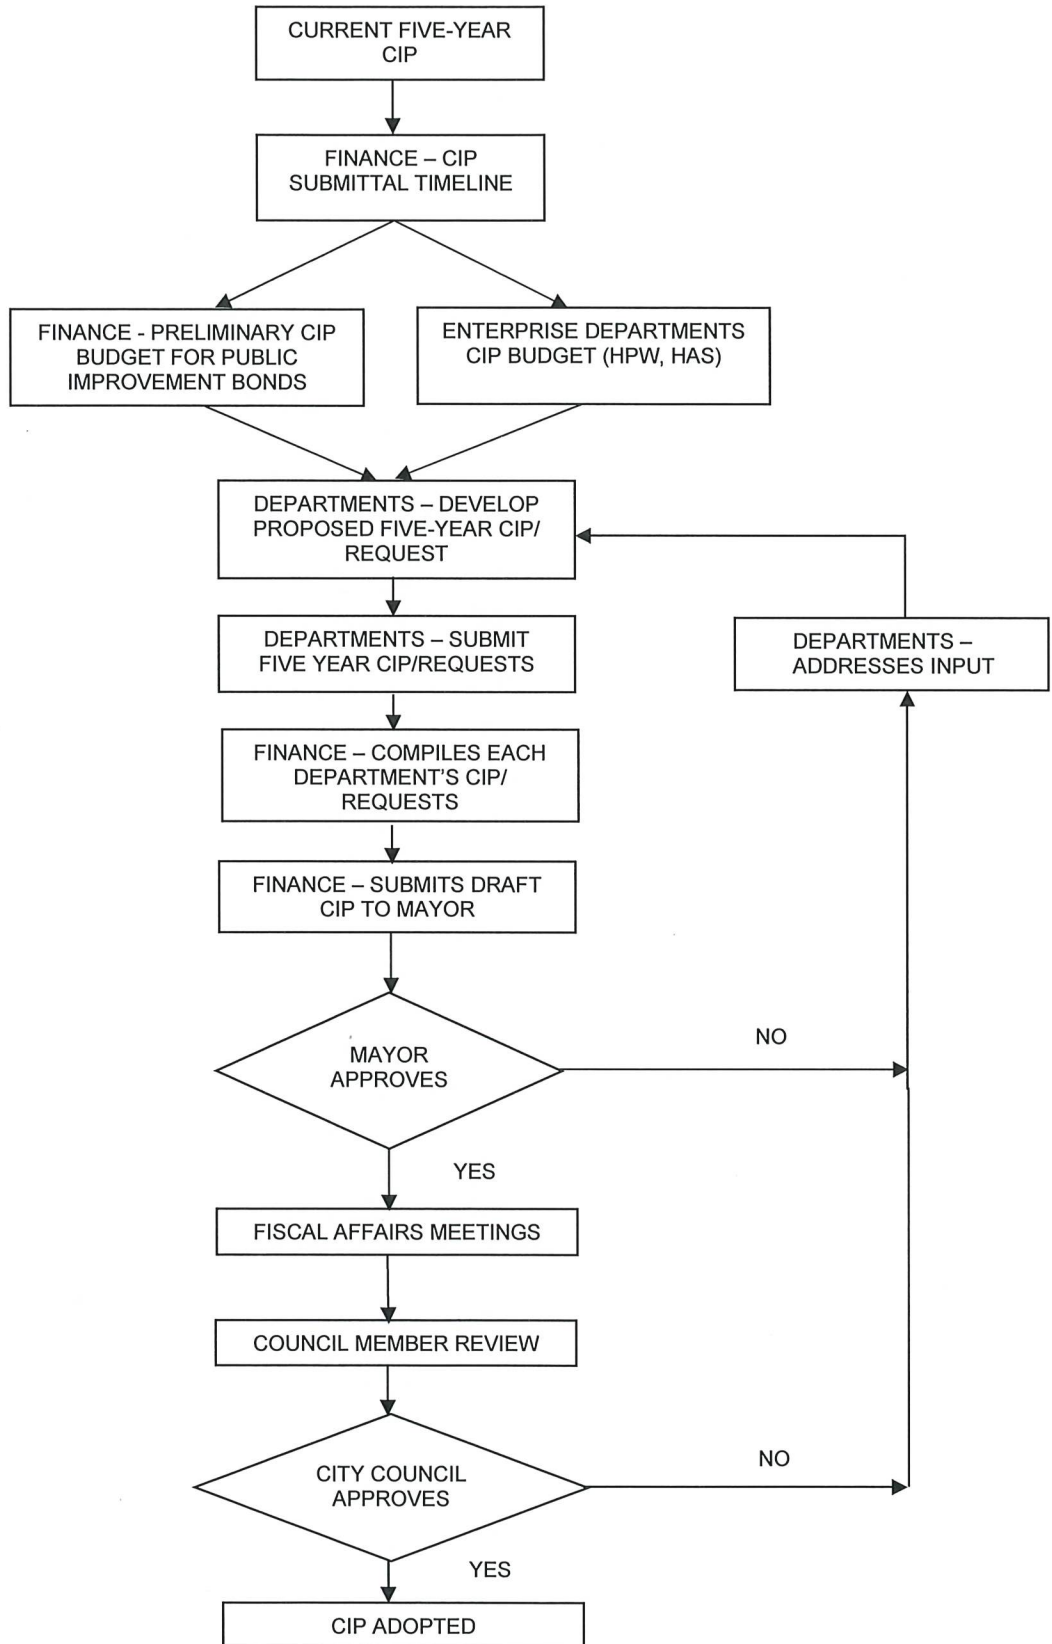 CURRENT FIVE-YEAR
CIP
FINANCE – CIP
SUBMITTAL TIMELINE
FINANCE - PRELIMINARY CIP
BUDGET FOR PUBLIC
IMPROVEMENT BONDS
ENTERPRISE DEPARTMENTS
CIP BUDGET (HPW, HAS)
DEPARTMENTS – DEVELOP
PROPOSED FIVE-YEAR CIP/
REQUEST
DEPARTMENTS – SUBMIT
FIVE YEAR CIP/REQUESTS
DEPARTMENTS –
ADDRESSES INPUT
FINANCE – COMPILES EACH
DEPARTMENT'S CIP/
REQUESTS
FINANCE – SUBMITS DRAFT
CIP TO MAYOR
MAYOR
APPROVES
NO
YES
FISCAL AFFAIRS MEETINGS
COUNCIL MEMBER REVIEW
CITY COUNCIL
APPROVES
NO
YES
CIP ADOPTED